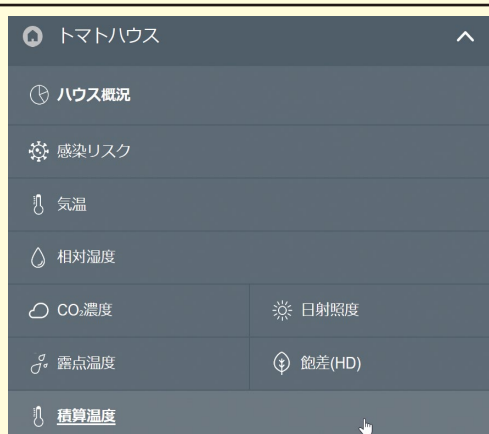 トマトハウス
ハウス概況
感染リスク
気温
相対湿度
CO₂濃度
日射照度
露点温度
飽差(HD)
積算温度